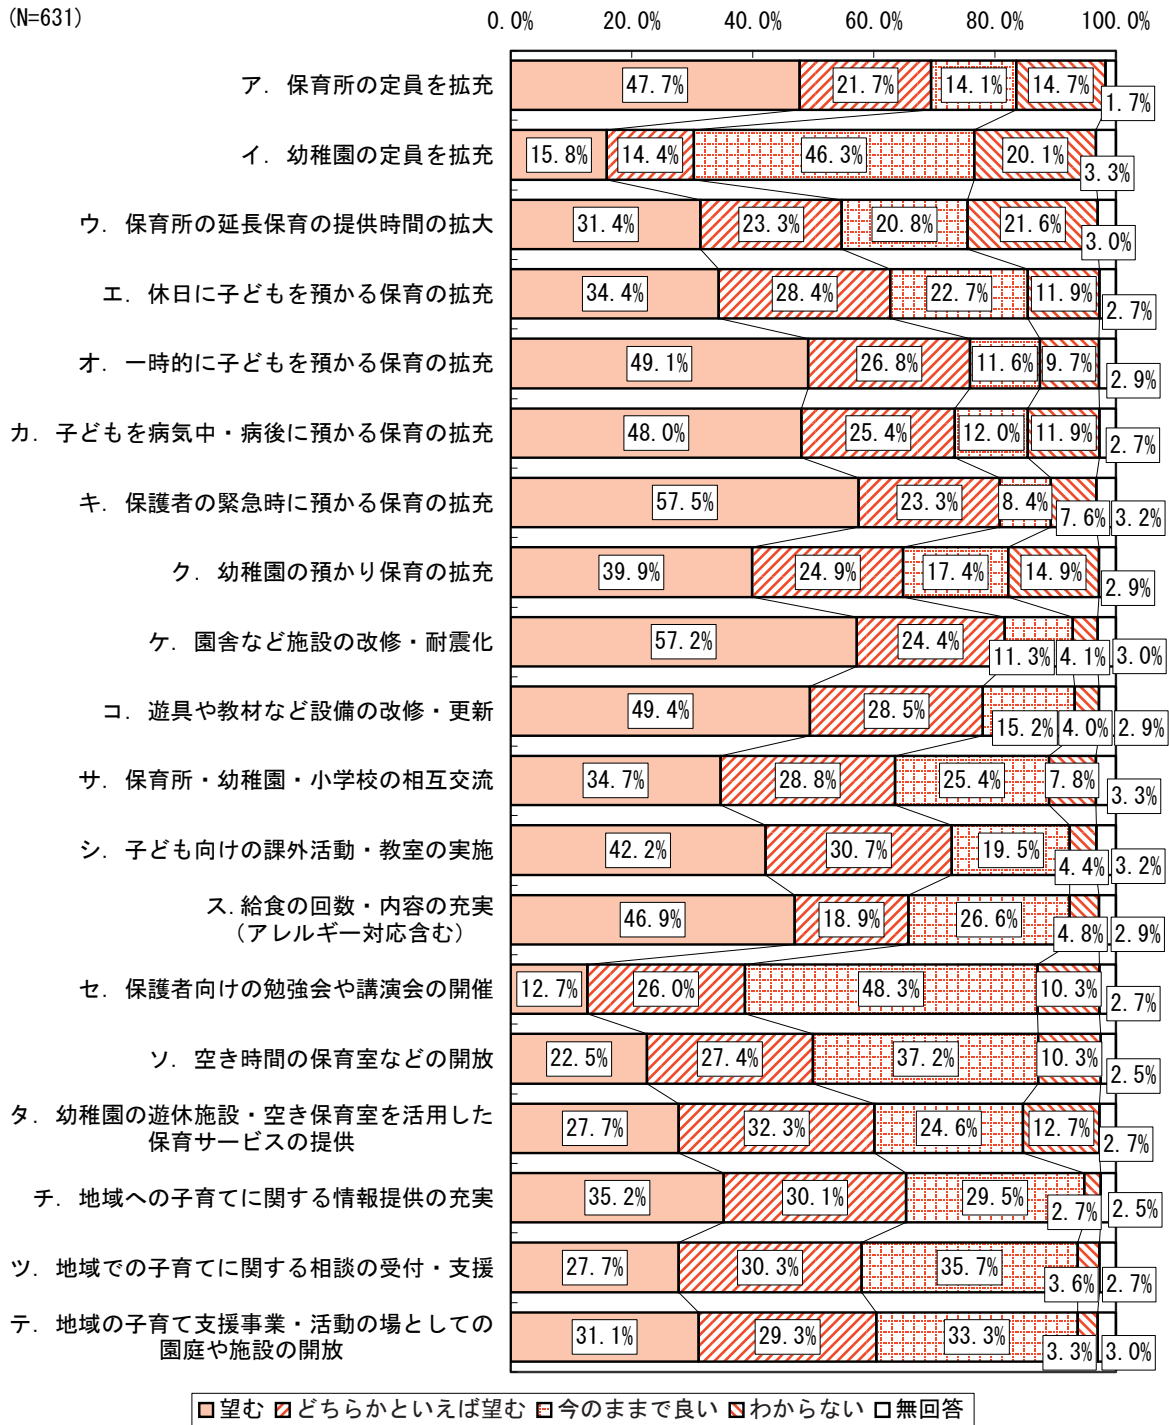 (N=631)
0.0% 20.0% 40.0% 60.0% 80.0% 100.0%
ア. 保育所の定員を拡充 47.7% 21.7% 14.1% 14.7% 1.7%
イ. 幼稚園の定員を拡充 15.8% 14.4% 46.3% 20.1% 3.3%
ウ. 保育所の延長保育の提供時間の拡大 31.4% 23.3% 20.8% 21.6% 3.0%
エ. 休日に子どもを預かる保育の拡充 34.4% 28.4% 22.7% 11.9% 2.7%
オ. 一時的に子どもを預かる保育の拡充 49.1% 26.8% 11.6% 9.7% 2.9%
カ. 子どもを病気中・病後に預かる保育の拡充 48.0% 25.4% 12.0% 11.9% 2.7%
キ. 保護者の緊急時に預かる保育の拡充 57.5% 23.3% 8.4% 7.6% 3.2%
ク. 幼稚園の預かり保育の拡充 39.9% 24.9% 17.4% 14.9% 2.9%
ケ. 園舎など施設の改修・耐震化 57.2% 24.4% 11.3% 4.1% 3.0%
コ. 遊具や教材など設備の改修・更新 49.4% 28.5% 15.2% 4.0% 2.9%
サ. 保育所・幼稚園・小学校の相互交流 34.7% 28.8% 25.4% 7.8% 3.3%
シ. 子ども向けの課外活動・教室の実施 42.2% 30.7% 19.5% 4.4% 3.2%
ス. 給食の回数・内容の充実
(アレルギー対応含む) 46.9% 18.9% 26.6% 4.8% 2.9%
セ. 保護者向けの勉強会や講演会の開催 12.7% 26.0% 48.3% 10.3% 2.7%
ソ. 空き時間の保育室などの開放 22.5% 27.4% 37.2% 10.3% 2.5%
タ. 幼稚園の遊休施設・空き保育室を活用した
保育サービスの提供 27.7% 32.3% 24.6% 12.7% 2.7%
チ. 地域への子育てに関する情報提供の充実 35.2% 30.1% 29.5% 2.7% 2.5%
ツ. 地域での子育てに関する相談の受付・支援 27.7% 30.3% 35.7% 3.6% 2.7%
テ. 地域の子育て支援事業・活動の場としての
園庭や施設の開放 31.1% 29.3% 33.3% 3.3% 3.0%
望む どちらかといえば望む 今のままで良い わからない 無回答